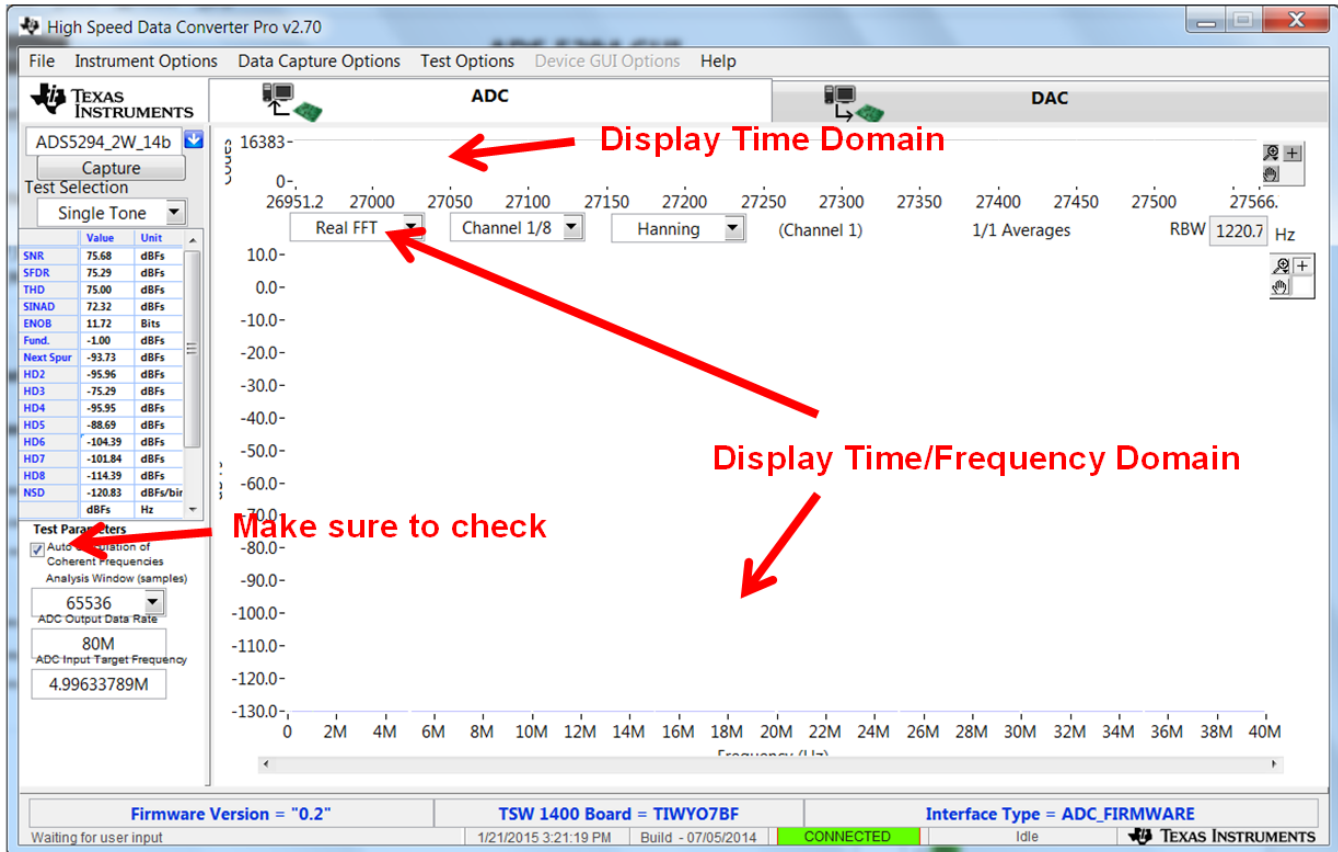 High Speed Data Converter Pro v2.70
File Instrument Options Data Capture Options Test Options Device GUI Options Help
TEXAS INSTRUMENTS
ADC
DAC
ADS5294_2W_14b
Capture
Test Selection
Single Tone
Value Unit
SNR 75.68 dBFs
SFDR 75.29 dBFs
THD 75.00 dBFs
SINAD 72.32 dBFs
ENOB 11.72 Bits
Fund. -1.00 dBFs
Next Spur -93.73 dBFs
HD2 -95.96 dBFs
HD3 -75.29 dBFs
HD4 -95.95 dBFs
HD5 -88.69 dBFs
HD6 -104.39 dBFs
HD7 -101.84 dBFs
HD8 -114.39 dBFs
NSD -120.83 dBFs/bin
dBFs Hz
Test Parameters
Auto Calculation of
Coherent Frequencies
Analysis Window (samples)
65536
ADC Output Data Rate
80M
ADC Input Target Frequency
4.99633789M
Codes
16383
0
26951.2 27000 27050 27100 27150 27200 27250 27300 27350 27400 27450 27500 27566.
Display Time Domain
Real FFT Channel 1/8 Hanning (Channel 1) 1/1 Averages RBW 1220.7 Hz
10.0
0.0
-10.0
-20.0
-30.0
-40.0
-50.0
-60.0
-70.0
-80.0
-90.0
-100.0
-110.0
-120.0
-130.0
Display Time/Frequency Domain
Make sure to check
0 2M 4M 6M 8M 10M 12M 14M 16M 18M 20M 22M 24M 26M 28M 30M 32M 34M 36M 38M 40M
Frequency (Hz)
Firmware Version = "0.2" TSW 1400 Board = TIWYO7BF Interface Type = ADC_FIRMWARE
Waiting for user input 1/21/2015 3:21:19 PM Build - 07/05/2014 CONNECTED Idle TEXAS INSTRUMENTS